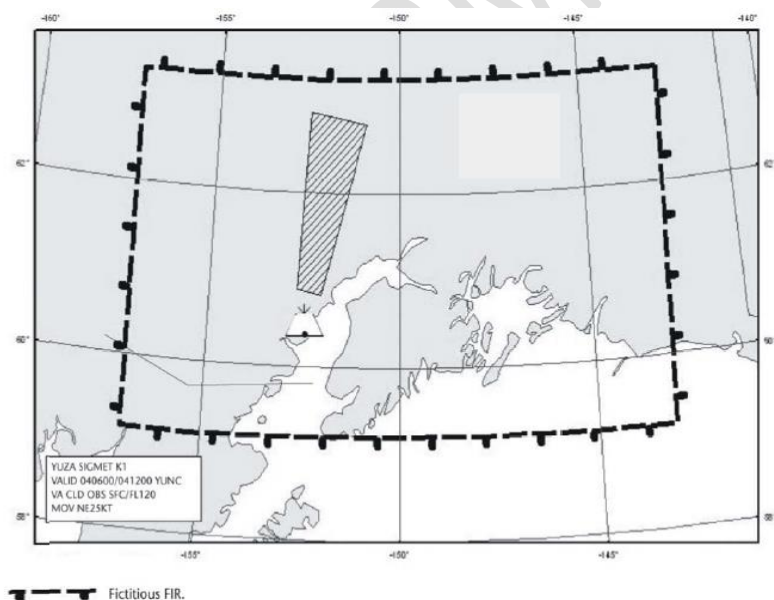 -160° -155° -150° -145° -140°
62° 62
60° 60
58° 58
YUZA SIGMET K1
VALID 040600/041200 YUNC
VA CLD OBS SFC/FL120
MOV NE25KT
-155° -150° -145°
Fictitious FIR.